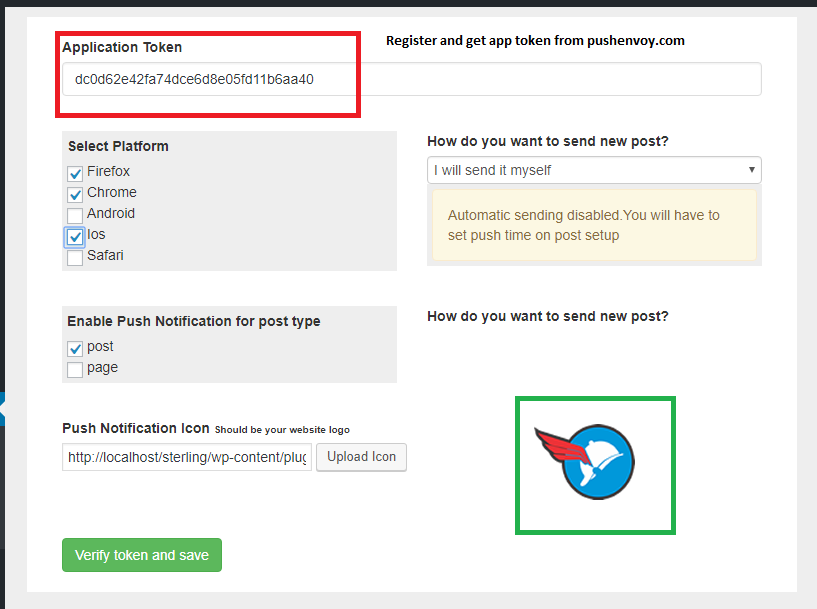 Application Token
Register and get app token from pushenvoy.com
dc0d62e42fa74dce6d8e05fd11b6aa40
Select Platform
Firefox
Chrome
Android
Ios
Safari
How do you want to send new post?
I will send it myself
Automatic sending disabled.You will have to
set push time on post setup
Enable Push Notification for post type
post
page
How do you want to send new post?
Push Notification Icon Should be your website logo
http://localhost/sterling/wp-content/plug
Upload Icon
Verify token and save